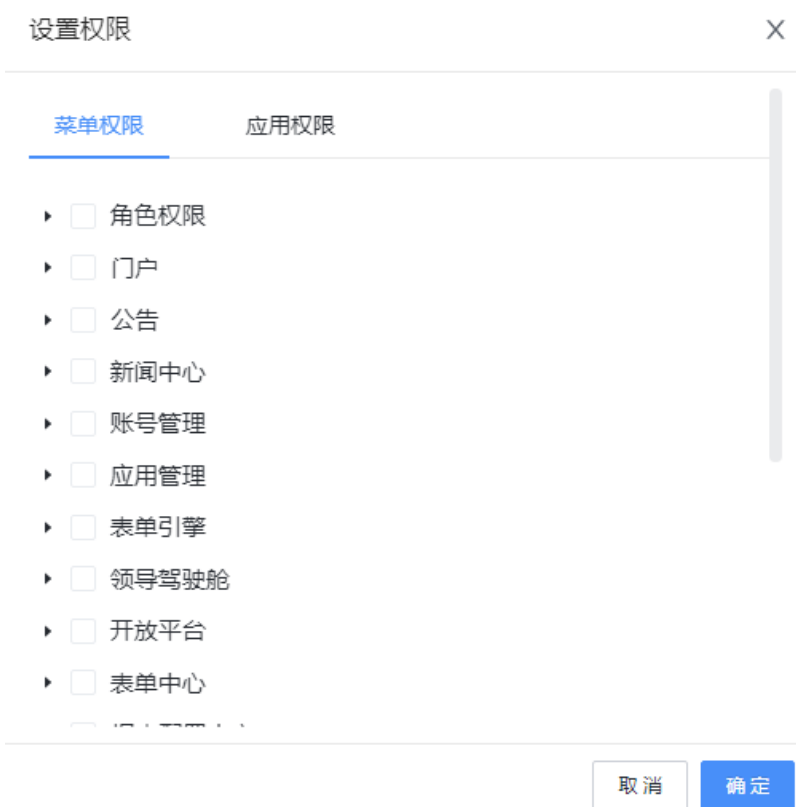 设置权限
菜单权限 应用权限
角色权限
门户
公告
新闻中心
账号管理
应用管理
表单引擎
领导驾驶舱
开放平台
表单中心
取消 确定